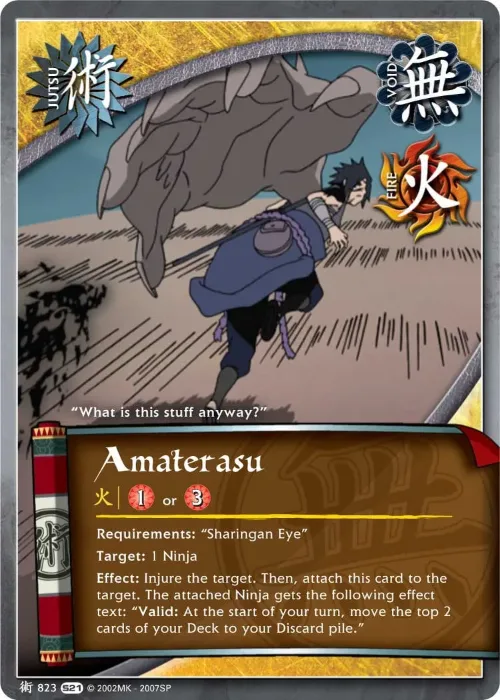 JUTSU 術
VOID 無
FIRE 火
“What is this stuff anyway?”
Amaterasu
火 | 1 or 3
Requirements: “Sharingan Eye”
Target: 1 Ninja
Effect: Injure the target. Then, attach this card to the
target. The attached Ninja gets the following effect
text: “Valid: At the start of your turn, move the top 2
cards of your Deck to your Discard pile.”
術
術 823 S21 © 2002MK - 2007SP